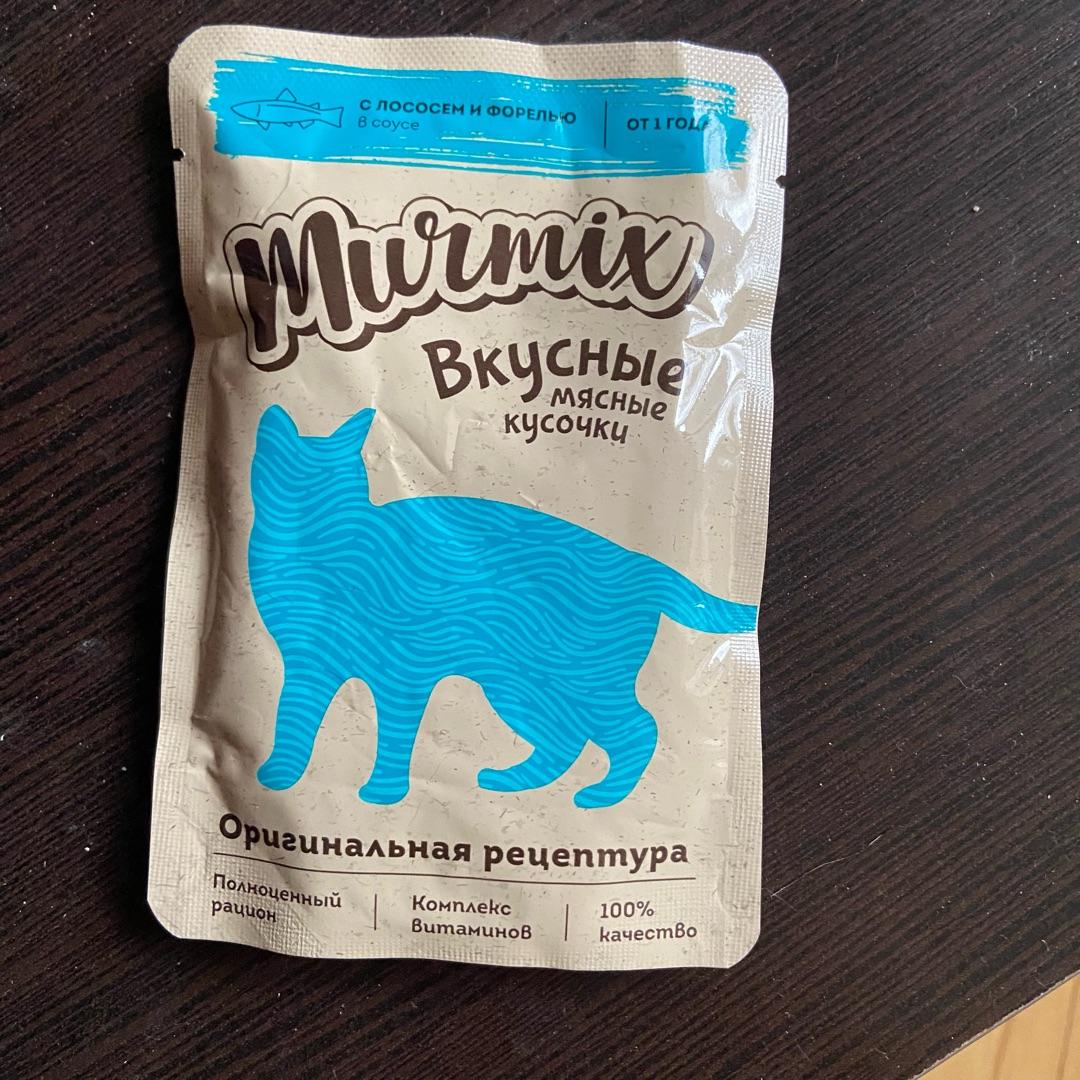 С ЛОСОСЕМ И ФОРЕЛЬЮ
в соусе
ОТ 1 ГОДА
Murmix
Вкусные
мясные
кусочки
Оригинальная рецептура
Полноценный
рацион
Комплекс
витаминов
100%
качество